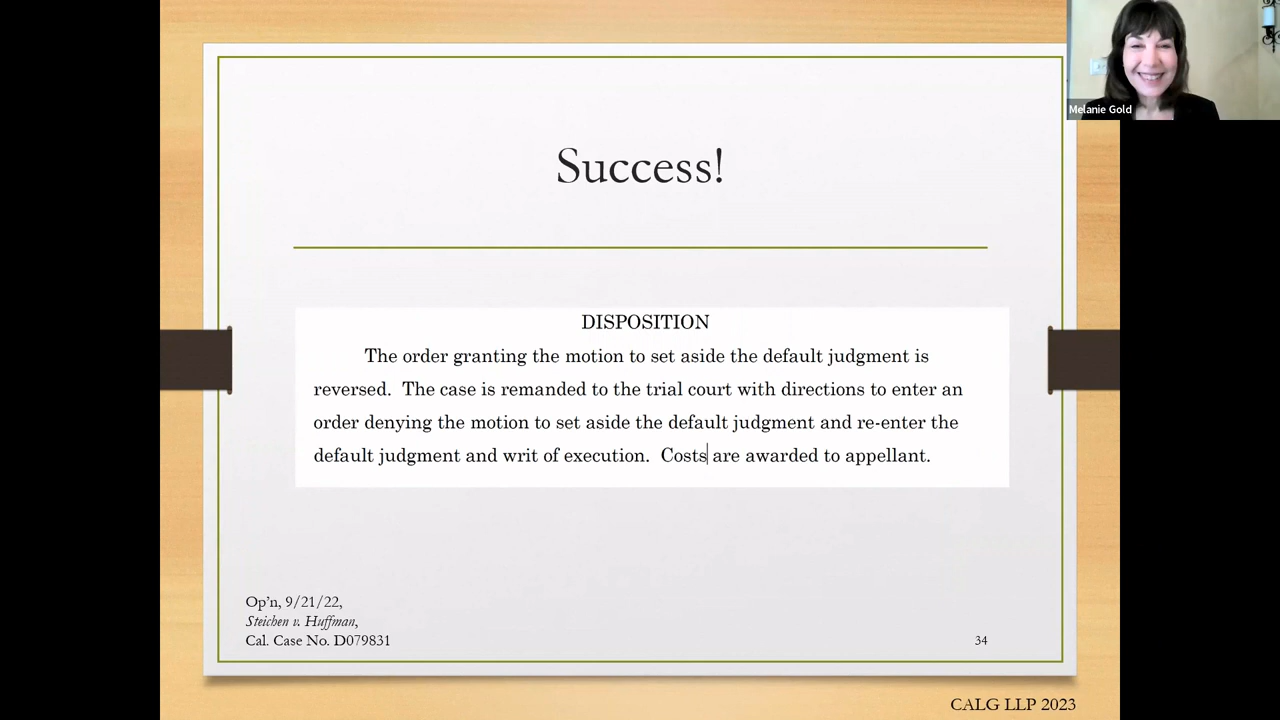 Melanie Gold
Success!
DISPOSITION
The order granting the motion to set aside the default judgment is
reversed.  The case is remanded to the trial court with directions to enter an
order denying the motion to set aside the default judgment and re-enter the
default judgment and writ of execution.  Costs are awarded to appellant.
Op’n, 9/21/22,
Steichen v. Huffman,
Cal. Case No. D079831
34
CALG LLP 2023